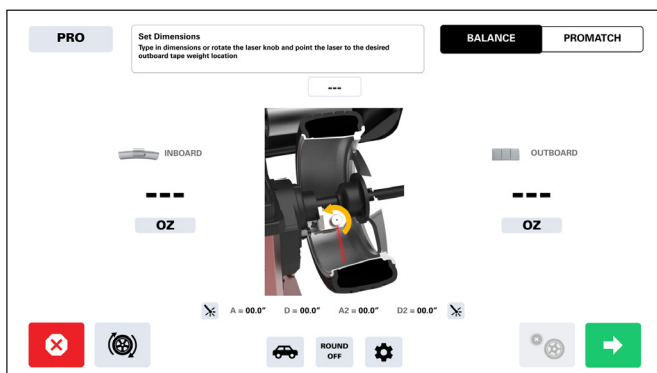 PRO
Set Dimensions
Type in dimensions or rotate the laser knob and point the laser to the desired
outboard tape weight location
BALANCE
PROMATCH
---
INBOARD
OUTBOARD
---
---
OZ
OZ
A = 00.0"
D = 00.0"
A2 = 00.0"
D2 = 00.0"
ROUND
OFF